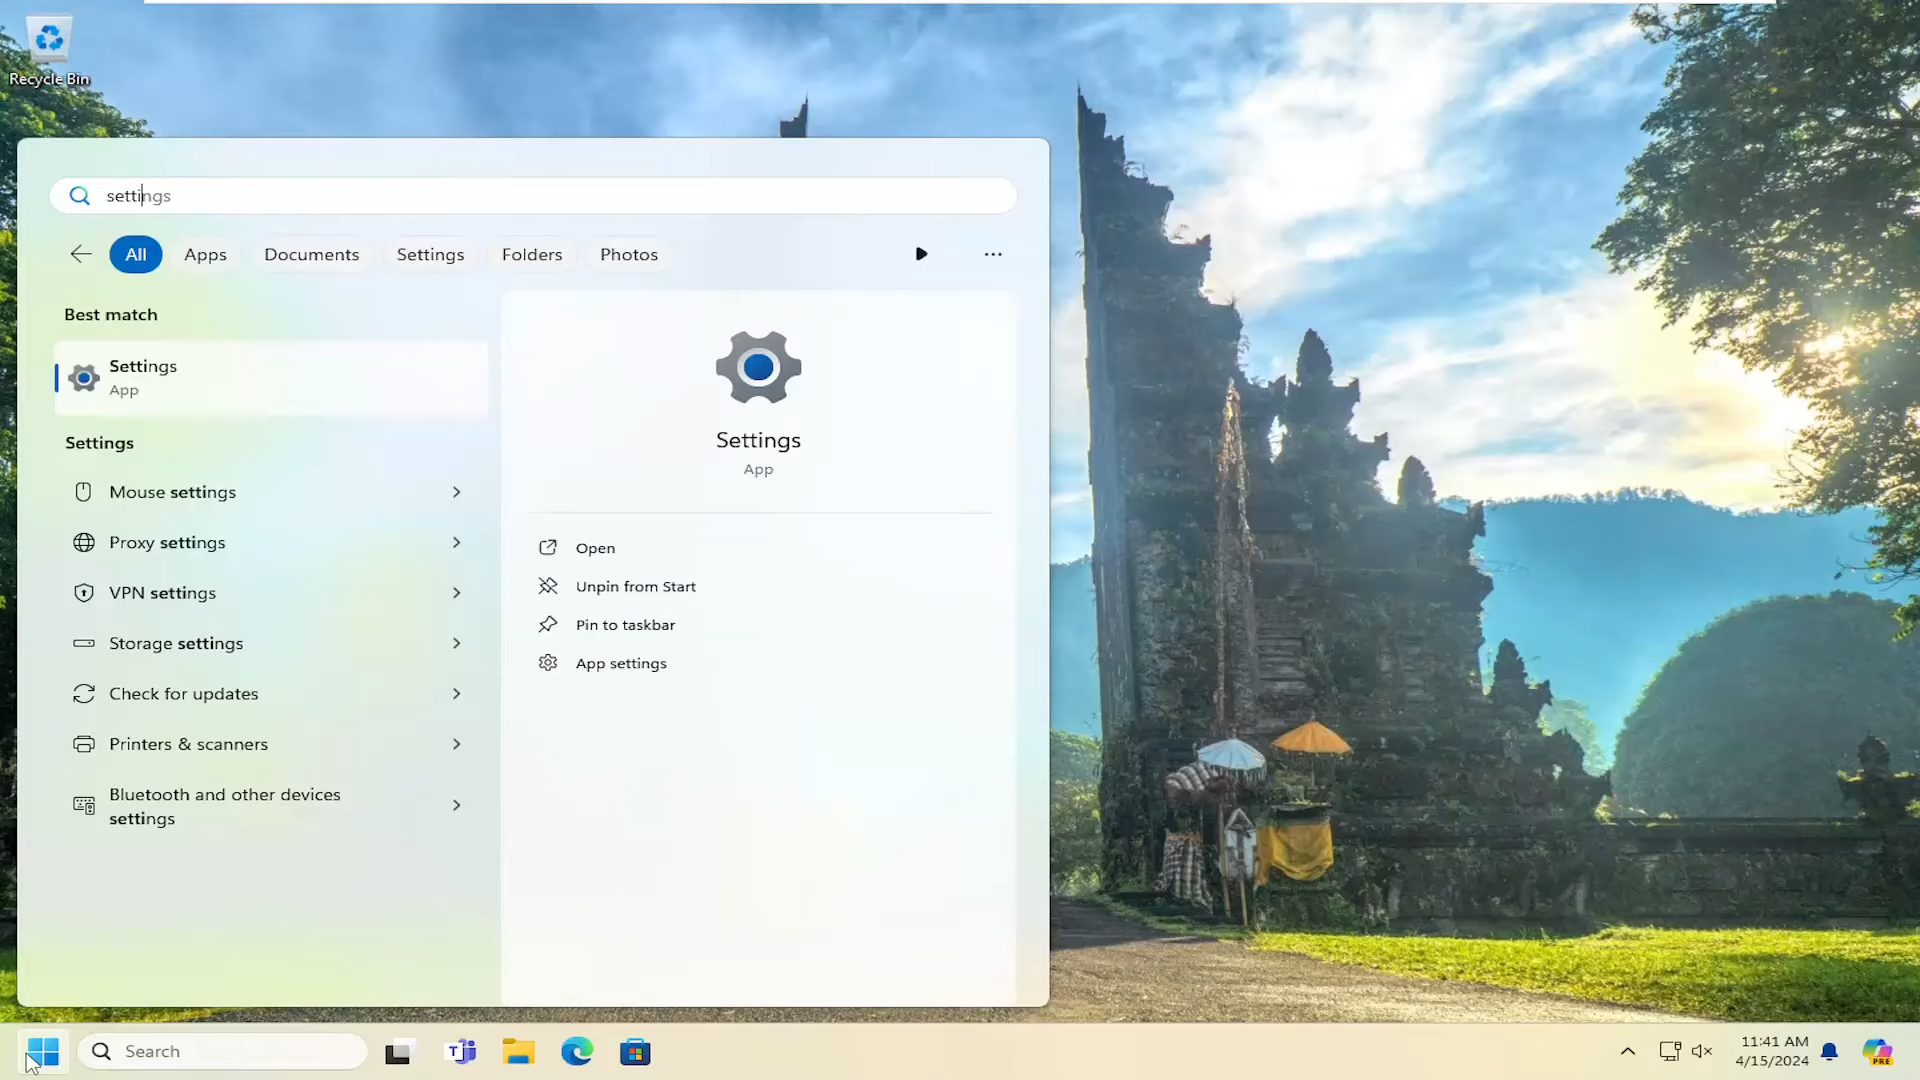 Recycle Bin
settings
All
Apps
Documents
Settings
Folders
Photos
Best match
Settings
App
Settings
Mouse settings
Proxy settings
VPN settings
Storage settings
Check for updates
Printers & scanners
Bluetooth and other devices
settings
Settings
App
Open
Unpin from Start
Pin to taskbar
App settings
Search
11:41 AM
4/15/2024
PRE